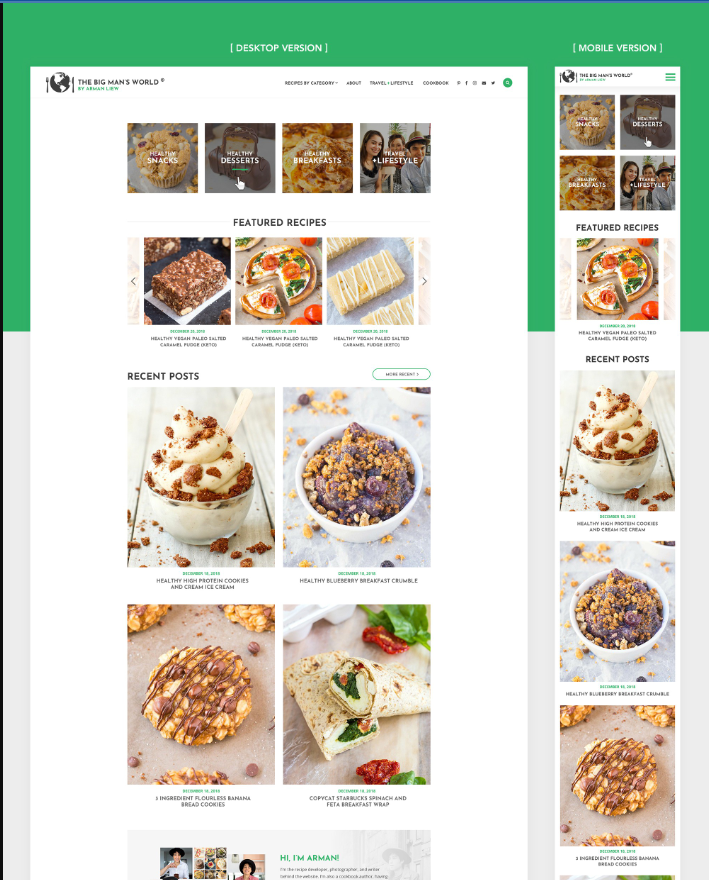 [ DESKTOP VERSION ]
THE BIG MAN'S WORLD ®
BY ARMAN LIEW
RECIPES BY CATEGORY
ABOUT
TRAVEL + LIFESTYLE
COOKBOOK
HEALTHY
SNACKS
HEALTHY
DESSERTS
HEALTHY
BREAKFASTS
TRAVEL
+LIFESTYLE
FEATURED RECIPES
DECEMBER 20, 2018
HEALTHY VEGAN PALEO SALTED
CARAMEL FUDGE (KETO)
DECEMBER 20, 2018
HEALTHY VEGAN PALEO SALTED
CARAMEL FUDGE (KETO)
DECEMBER 20, 2018
HEALTHY VEGAN PALEO SALTED
CARAMEL FUDGE (KETO)
RECENT POSTS
MORE RECENT >
DECEMBER 18, 2018
HEALTHY HIGH PROTEIN COOKIES
AND CREAM ICE CREAM
DECEMBER 18, 2018
HEALTHY BLUEBERRY BREAKFAST CRUMBLE
DECEMBER 18, 2018
3 INGREDIENT FLOURLESS BANANA
BREAD COOKIES
DECEMBER 18, 2018
COPYCAT STARBUCKS SPINACH AND
FETA BREAKFAST WRAP
HI, I'M ARMAN!
I'm the recipe developer, photographer, and writer
behind the website. I'm also a cookbook author, having
[ MOBILE VERSION ]
THE BIG MAN'S WORLD®
BY ARMAN LIEW
HEALTHY
SNACKS
HEALTHY
DESSERTS
HEALTHY
BREAKFASTS
TRAVEL
+LIFESTYLE
FEATURED RECIPES
DECEMBER 20, 2018
HEALTHY VEGAN PALEO SALTED
CARAMEL FUDGE (KETO)
RECENT POSTS
DECEMBER 18, 2018
HEALTHY HIGH PROTEIN COOKIES
AND CREAM ICE CREAM
DECEMBER 18, 2018
HEALTHY BLUEBERRY BREAKFAST CRUMBLE
DECEMBER 18, 2018
3 INGREDIENT FLOURLESS BANANA
BREAD COOKIES